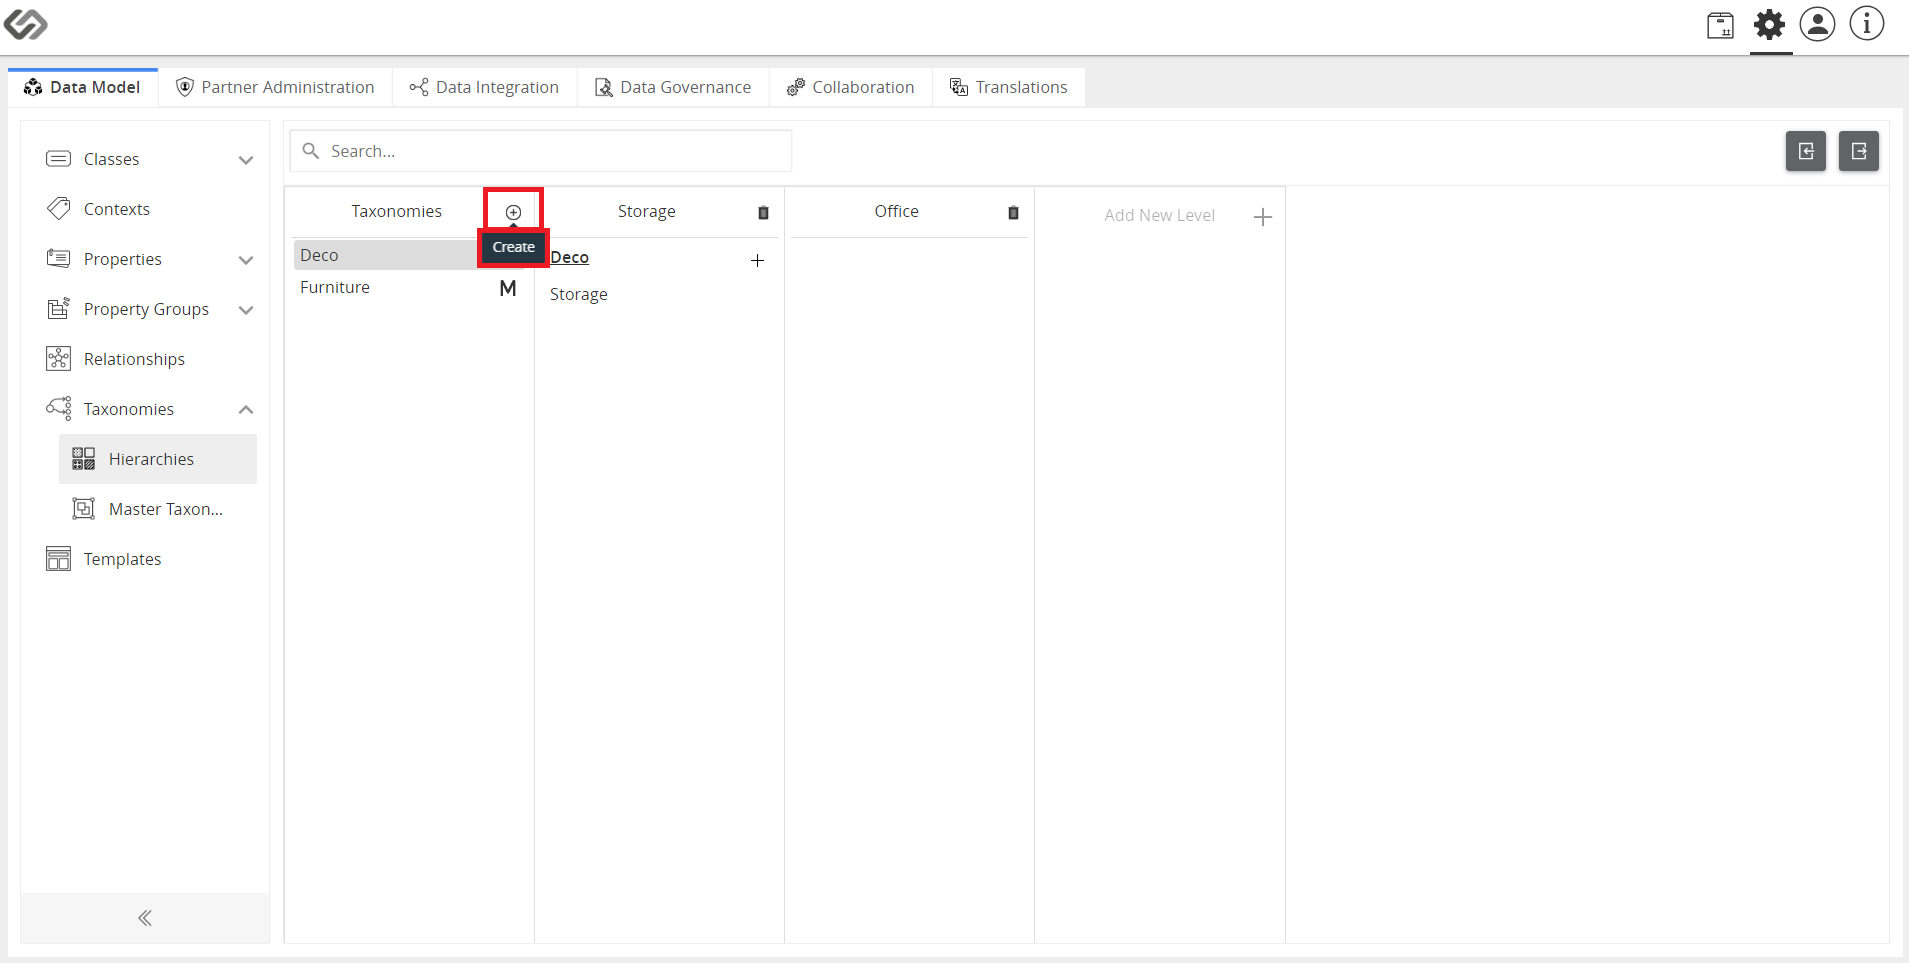 Data Model
Partner Administration
Data Integration
Data Governance
Collaboration
Translations
Classes
Contexts
Properties
Property Groups
Relationships
Taxonomies
Hierarchies
Master Taxon...
Templates
Search...
Taxonomies
Create
Deco
Furniture M
Storage
Deco
Storage
Office
Add New Level